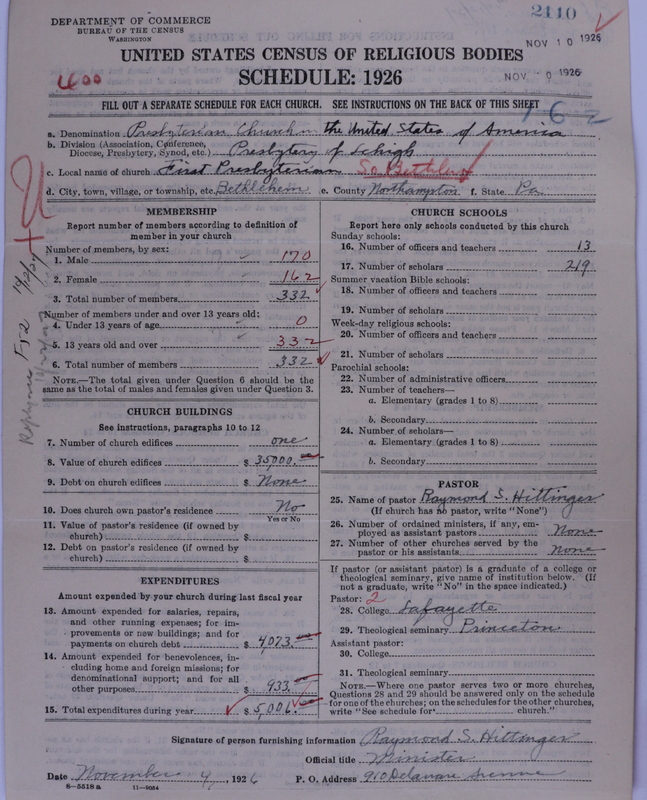 DEPARTMENT OF COMMERCE
BUREAU OF THE CENSUS
WASHINGTON
2110
NOV 10 1926
UNITED STATES CENSUS OF RELIGIOUS BODIES
SCHEDULE: 1926
NOV 9 1926
400
FILL OUT A SEPARATE SCHEDULE FOR EACH CHURCH. SEE INSTRUCTIONS ON THE BACK OF THIS SHEET
162
a. Denomination Presbyterian Church in the United States of America
b. Division (Association, Conference, Diocese, Presbytery, Synod, etc.) Presbytery of Lehigh
c. Local name of church First Presbyterian So. Bethlehem
d. City, town, village, or township, etc. Bethlehem e. County Northampton f. State Pa
MEMBERSHIP
Report number of members according to definition of
member in your church
Number of members, by sex:
1. Male 170
2. Female 162
3. Total number of members 332
Number of members under and over 13 years old:
4. Under 13 years of age 0
5. 13 years old and over 332
6. Total number of members 332
NOTE.—The total given under Question 6 should be the
same as the total of males and females given under Question 3.
CHURCH BUILDINGS
See instructions, paragraphs 10 to 12
7. Number of church edifices one
8. Value of church edifices $ 35000.
9. Debt on church edifices $ None
10. Does church own pastor's residence No
Yes or No
11. Value of pastor's residence (if owned by
church) $
12. Debt on pastor's residence (if owned by
church) $
EXPENDITURES
Amount expended by your church during last fiscal year
13. Amount expended for salaries, repairs,
and other running expenses; for im-
provements or new buildings; and for
payments on church debt $ 4,073.
14. Amount expended for benevolences, in-
cluding home and foreign missions; for
denominational support; and for all
other purposes $ 933.
15. Total expenditures during year $ 5,006.
CHURCH SCHOOLS
Report here only schools conducted by this church
Sunday schools:
16. Number of officers and teachers 13
17. Number of scholars 219
Summer vacation Bible schools:
18. Number of officers and teachers
19. Number of scholars
Week-day religious schools:
20. Number of officers and teachers
21. Number of scholars
Parochial schools:
22. Number of administrative officers
23. Number of teachers—
a. Elementary (grades 1 to 8)
b. Secondary
24. Number of scholars—
a. Elementary (grades 1 to 8)
b. Secondary
PASTOR
25. Name of pastor Raymond S. Hittinger
(If church has no pastor, write "None")
26. Number of ordained ministers, if any, em-
ployed as assistant pastors None
27. Number of other churches served by the
pastor or his assistants None
If pastor (or assistant pastor) is a graduate of a college or
theological seminary, give name of institution below. (If
not a graduate, write "No" in the space indicated.)
Pastor: 2
28. College Lafayette
29. Theological seminary Princeton
Assistant pastor:
30. College
31. Theological seminary
NOTE.—Where one pastor serves two or more churches,
Questions 28 and 29 should be answered only on the schedule
for one of the churches; on the schedules for the other churches,
write "See schedule for church."
Signature of person furnishing information Raymond S. Hittinger
Official title Minister
Date November 4, 1926 P. O. Address 910 Delaware Avenue
8—5518a 11—9054